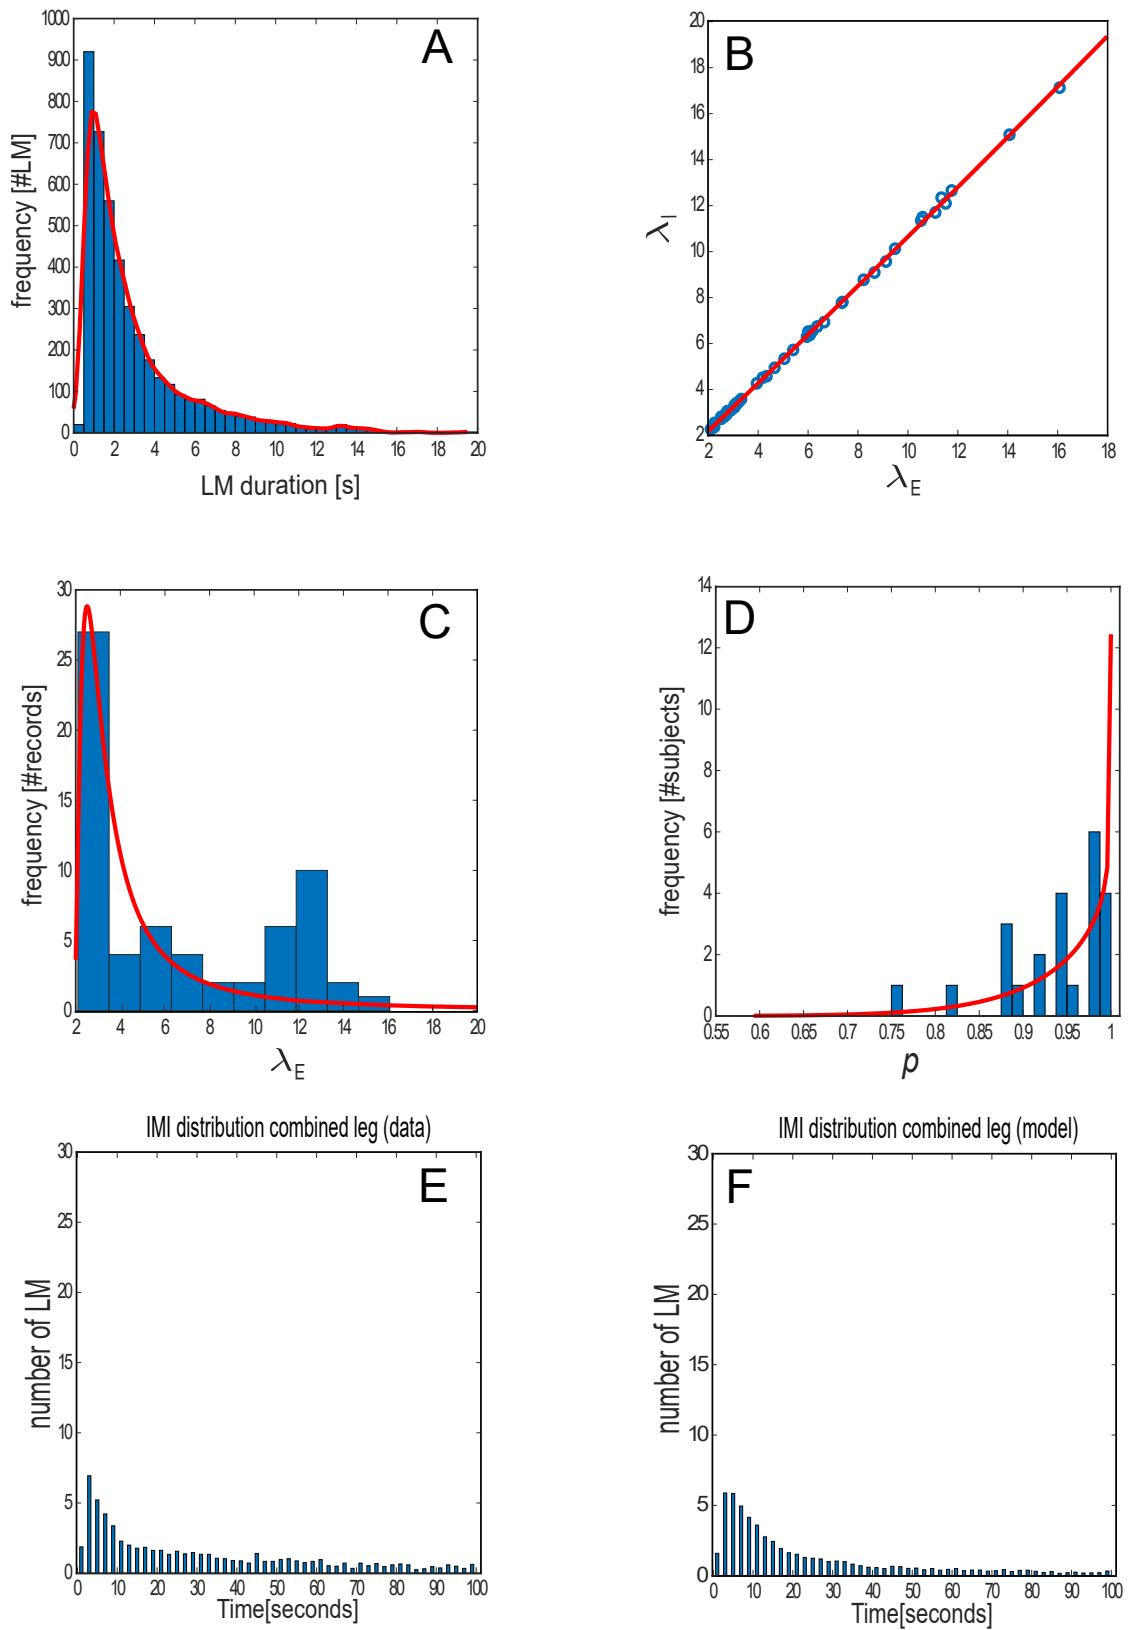 A
frequency [#LM]
1000
900
800
700
600
500
400
300
200
100
0
0 2 4 6 8 10 12 14 16 18 20
LM duration [s]
B
λI
20
18
16
14
12
10
8
6
4
2
2 4 6 8 10 12 14 16 18
λE
C
frequency [#records]
30
25
20
15
10
5
0
2 4 6 8 10 12 14 16 18 20
λE
D
frequency [#subjects]
14
12
10
8
6
4
2
0
0.55 0.6 0.65 0.7 0.75 0.8 0.85 0.9 0.95 1
p
IMI distribution combined leg (data)
E
number of LM
30
25
20
15
10
5
0
0 10 20 30 40 50 60 70 80 90 100
Time[seconds]
IMI distribution combined leg (model)
F
number of LM
30
25
20
15
10
5
0
0 10 20 30 40 50 60 70 80 90 100
Time[seconds]